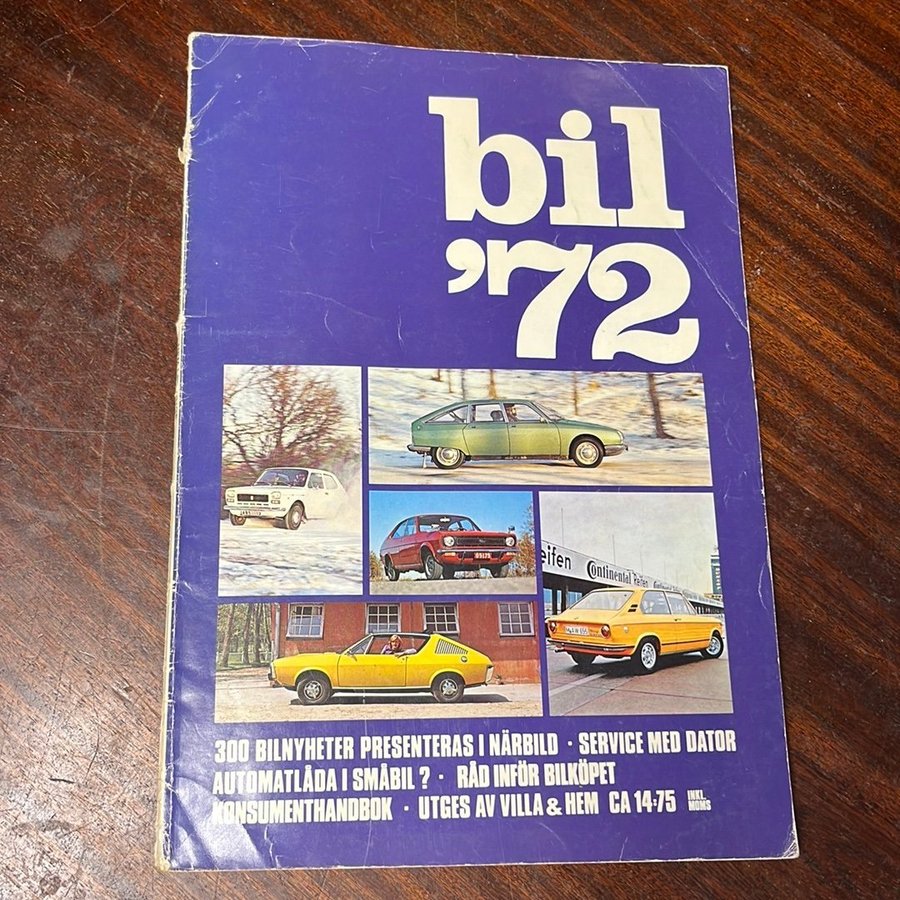 bil
'72
eifen
Continental Reifen
300 BILNYHETER PRESENTERAS I NÄRBILD · SERVICE MED DATOR
AUTOMATLÅDA I SMÅBIL? · RÅD INFÖR BILKÖPET
KONSUMENTHANDBOK · UTGES AV VILLA & HEM CA 14:75 INKL. MOMS